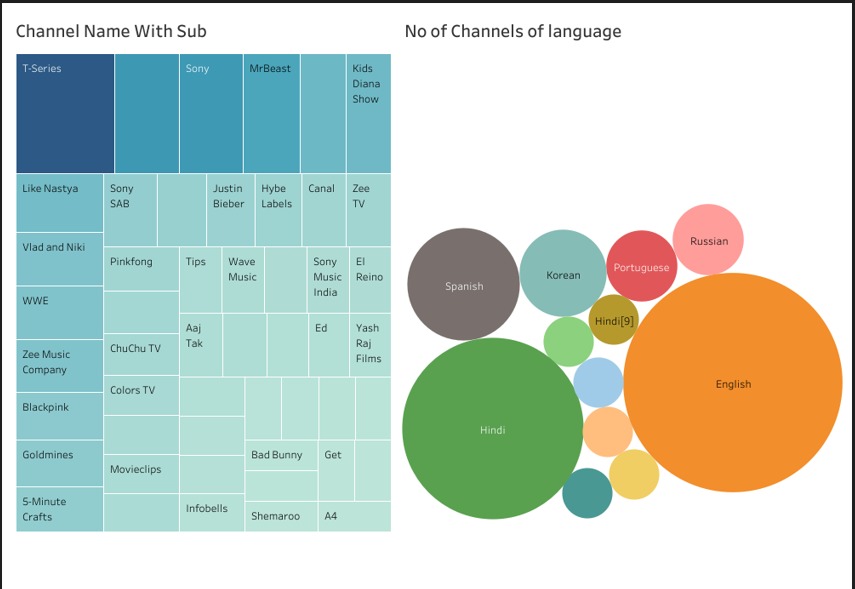 Channel Name With Sub
T-Series
Sony
MrBeast
Kids
Diana
Show
Like Nastya
Vlad and Niki
WWE
Zee Music
Company
Blackpink
Goldmines
5-Minute
Crafts
Sony
SAB
Justin
Bieber
Hybe
Labels
Canal
Zee
TV
Pinkfong
ChuChu TV
Colors TV
Movieclips
Tips
Wave
Music
Sony
Music
India
El
Reino
Aaj
Tak
Ed
Yash
Raj
Films
Infobells
Bad Bunny
Get
Shemaroo
A4
No of Channels of language
Spanish
Korean
Portuguese
Russian
Hindi[9]
English
Hindi